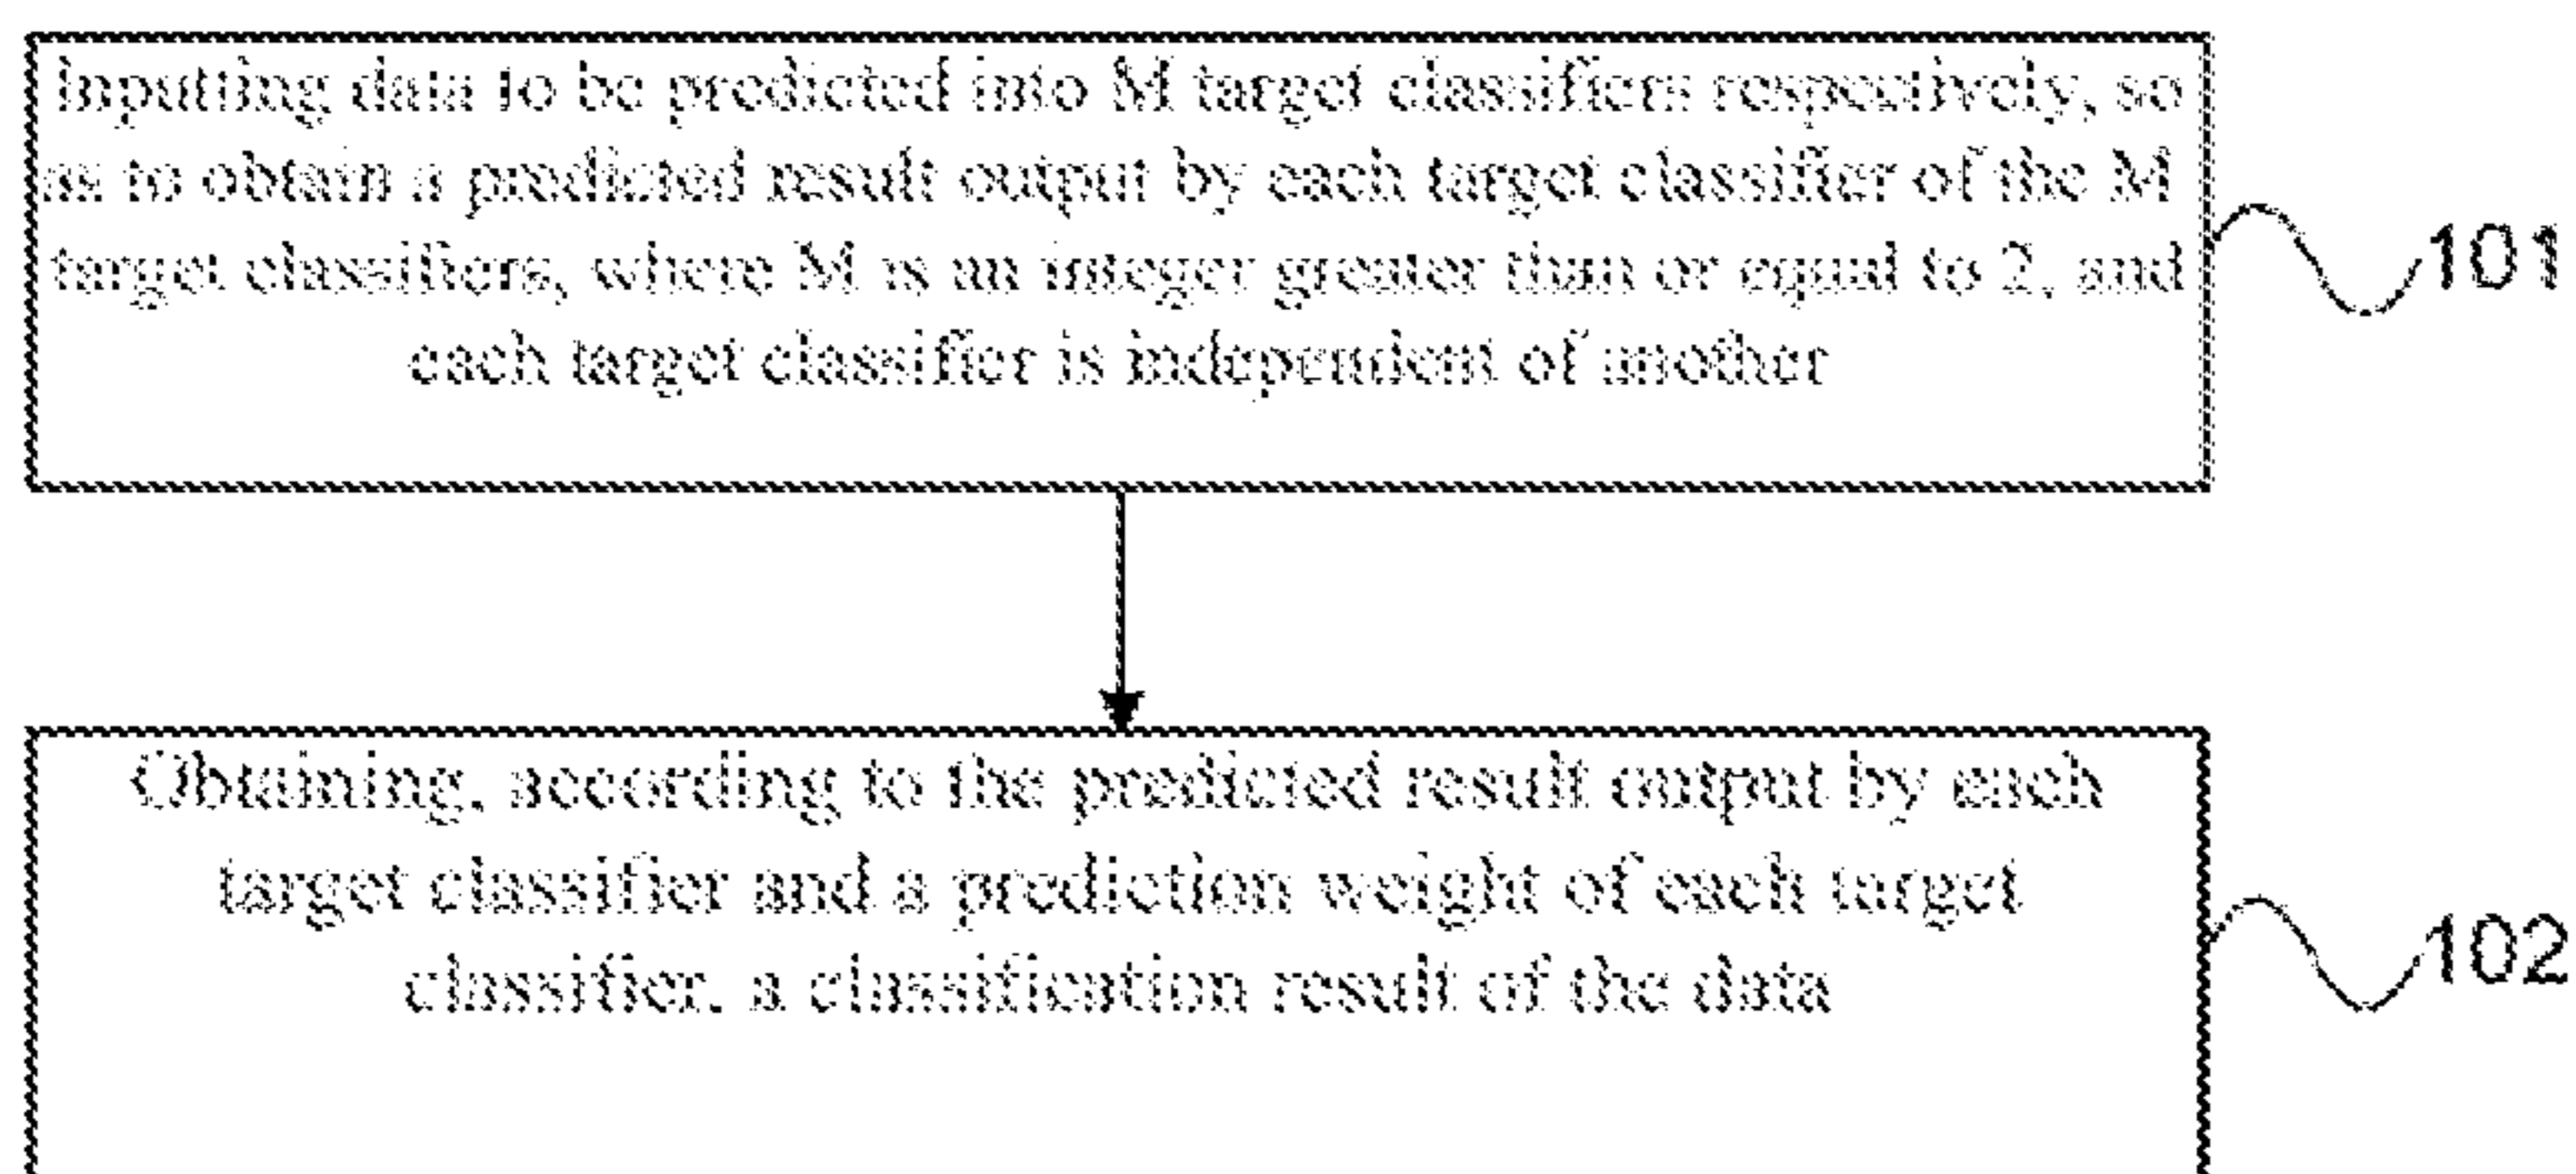 Inputting data to be predicted into M target classifiers respectively, so
as to obtain a predicted result output by each target classifier of the M
target classifiers, where M is an integer greater than or equal to 2, and
each target classifier is independent of another
101
Obtaining, according to the predicted result output by each
target classifier and a prediction weight of each target
classifier, a classification result of the data
102